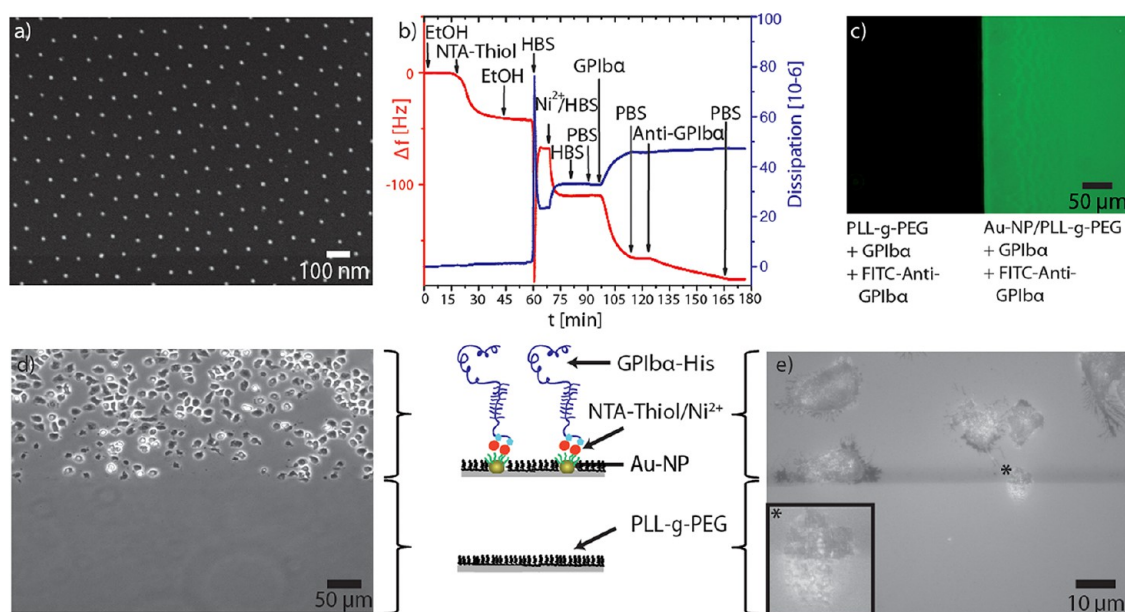 a)
100 nm
b)
EtOH
NTA-Thiol
EtOH
HBS
Ni²⁺/HBS
HBS
PBS
GPIbα
PBS
Anti-GPIbα
PBS
0
-100
Δf [Hz]
100
80
60
40
20
0
Dissipation [10-6]
0 15 30 45 60 75 90 105 120 135 150 165 180
t [min]
c)
50 µm
PLL-g-PEG
+ GPIbα
+ FITC-Anti-
GPIbα
Au-NP/PLL-g-PEG
+ GPIbα
+ FITC-Anti-
GPIbα
d)
50 µm
GPIbα-His
NTA-Thiol/Ni²⁺
Au-NP
PLL-g-PEG
e)
*
*
10 µm